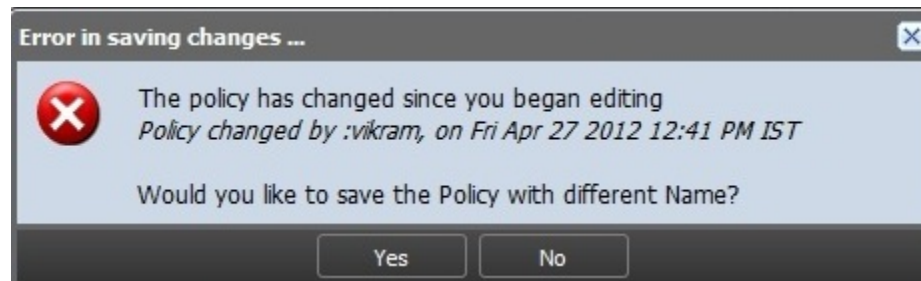 Error in saving changes ...
The policy has changed since you began editing
Policy changed by :vikram, on Fri Apr 27 2012 12:41 PM IST
Would you like to save the Policy with different Name?
Yes No